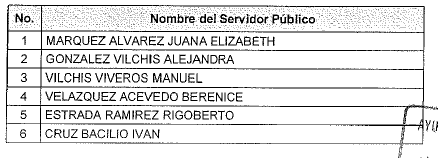 No. Nombre del Servidor Público
1 MARQUEZ ALVAREZ JUANA ELIZABETH
2 GONZALEZ VILCHIS ALEJANDRA
3 VILCHIS VIVEROS MANUEL
4 VELAZQUEZ ACEVEDO BERENICE
5 ESTRADA RAMIREZ RIGOBERTO
6 CRUZ BACILIO IVAN